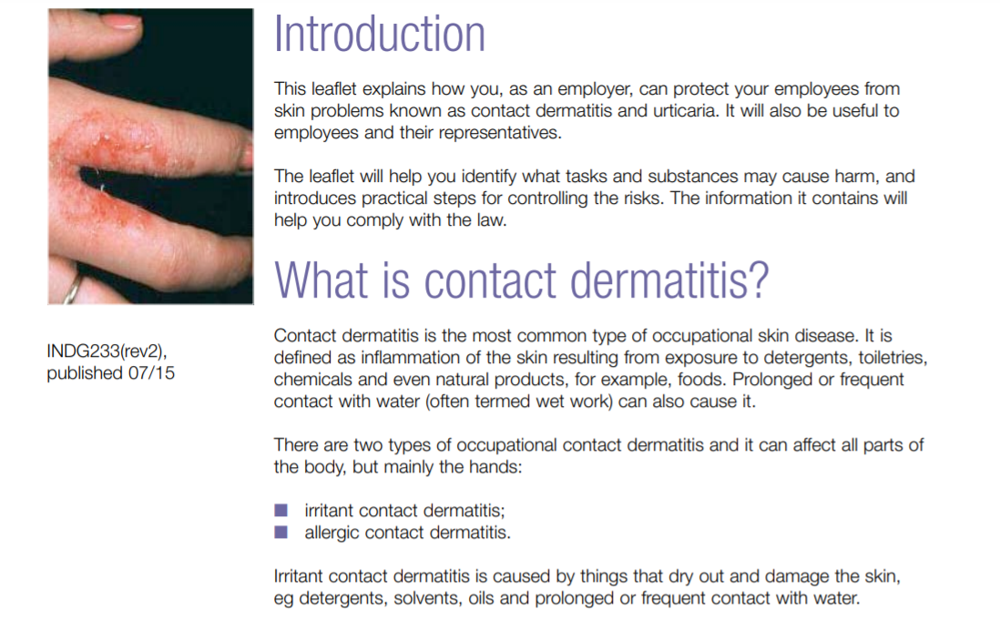 Introduction
This leaflet explains how you, as an employer, can protect your employees from
skin problems known as contact dermatitis and urticaria. It will also be useful to
employees and their representatives.
The leaflet will help you identify what tasks and substances may cause harm, and
introduces practical steps for controlling the risks. The information it contains will
help you comply with the law.
What is contact dermatitis?
INDG233(rev2),
published 07/15
Contact dermatitis is the most common type of occupational skin disease. It is
defined as inflammation of the skin resulting from exposure to detergents, toiletries,
chemicals and even natural products, for example, foods. Prolonged or frequent
contact with water (often termed wet work) can also cause it.
There are two types of occupational contact dermatitis and it can affect all parts of
the body, but mainly the hands:
■ irritant contact dermatitis;
■ allergic contact dermatitis.
Irritant contact dermatitis is caused by things that dry out and damage the skin,
eg detergents, solvents, oils and prolonged or frequent contact with water.